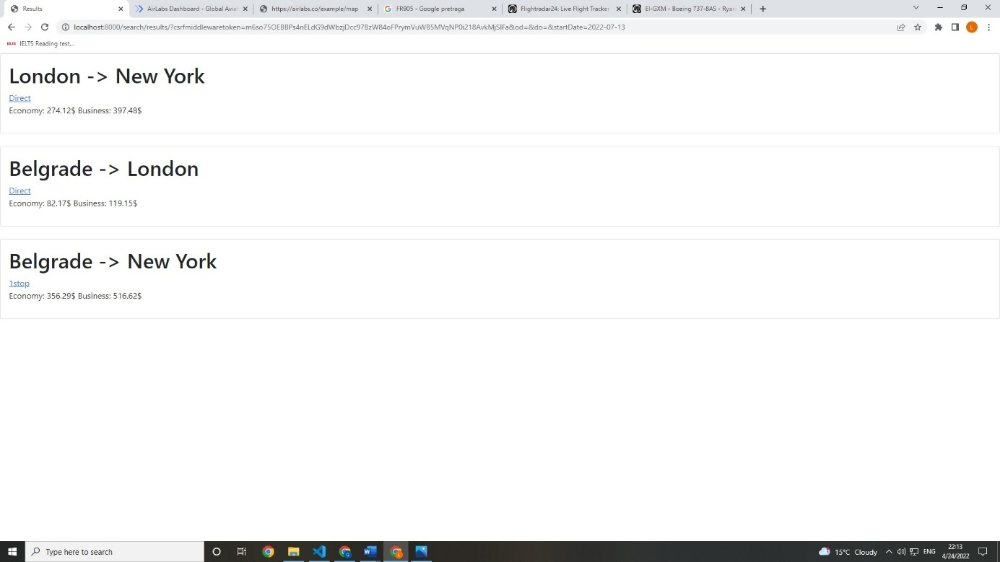 Results
AirLabs Dashboard - Global Avia
https://airlabs.co/example/map
FR905 - Google pretraga
Flightradar24: Live Flight Tracker
EI-GXM - Boeing 737-8AS - Ryan
localhost:8000/search/results/?csrfmiddlewaretoken=m6so75OEBBPs4nELdG9dWbzjDcc97BzW84oFPrymVuWB5MVqNP0i218AvkMjSIFa&od=&do=&startDate=2022-07-13
L
IELTS
IELTS Reading test...
London -> New York
Direct
Economy: 274.12$ Business: 397.48$
Belgrade -> London
Direct
Economy: 82.17$ Business: 119.15$
Belgrade -> New York
1stop
Economy: 356.29$ Business: 516.62$
Type here to search
15°C Cloudy
ENG
22:13
4/24/2022